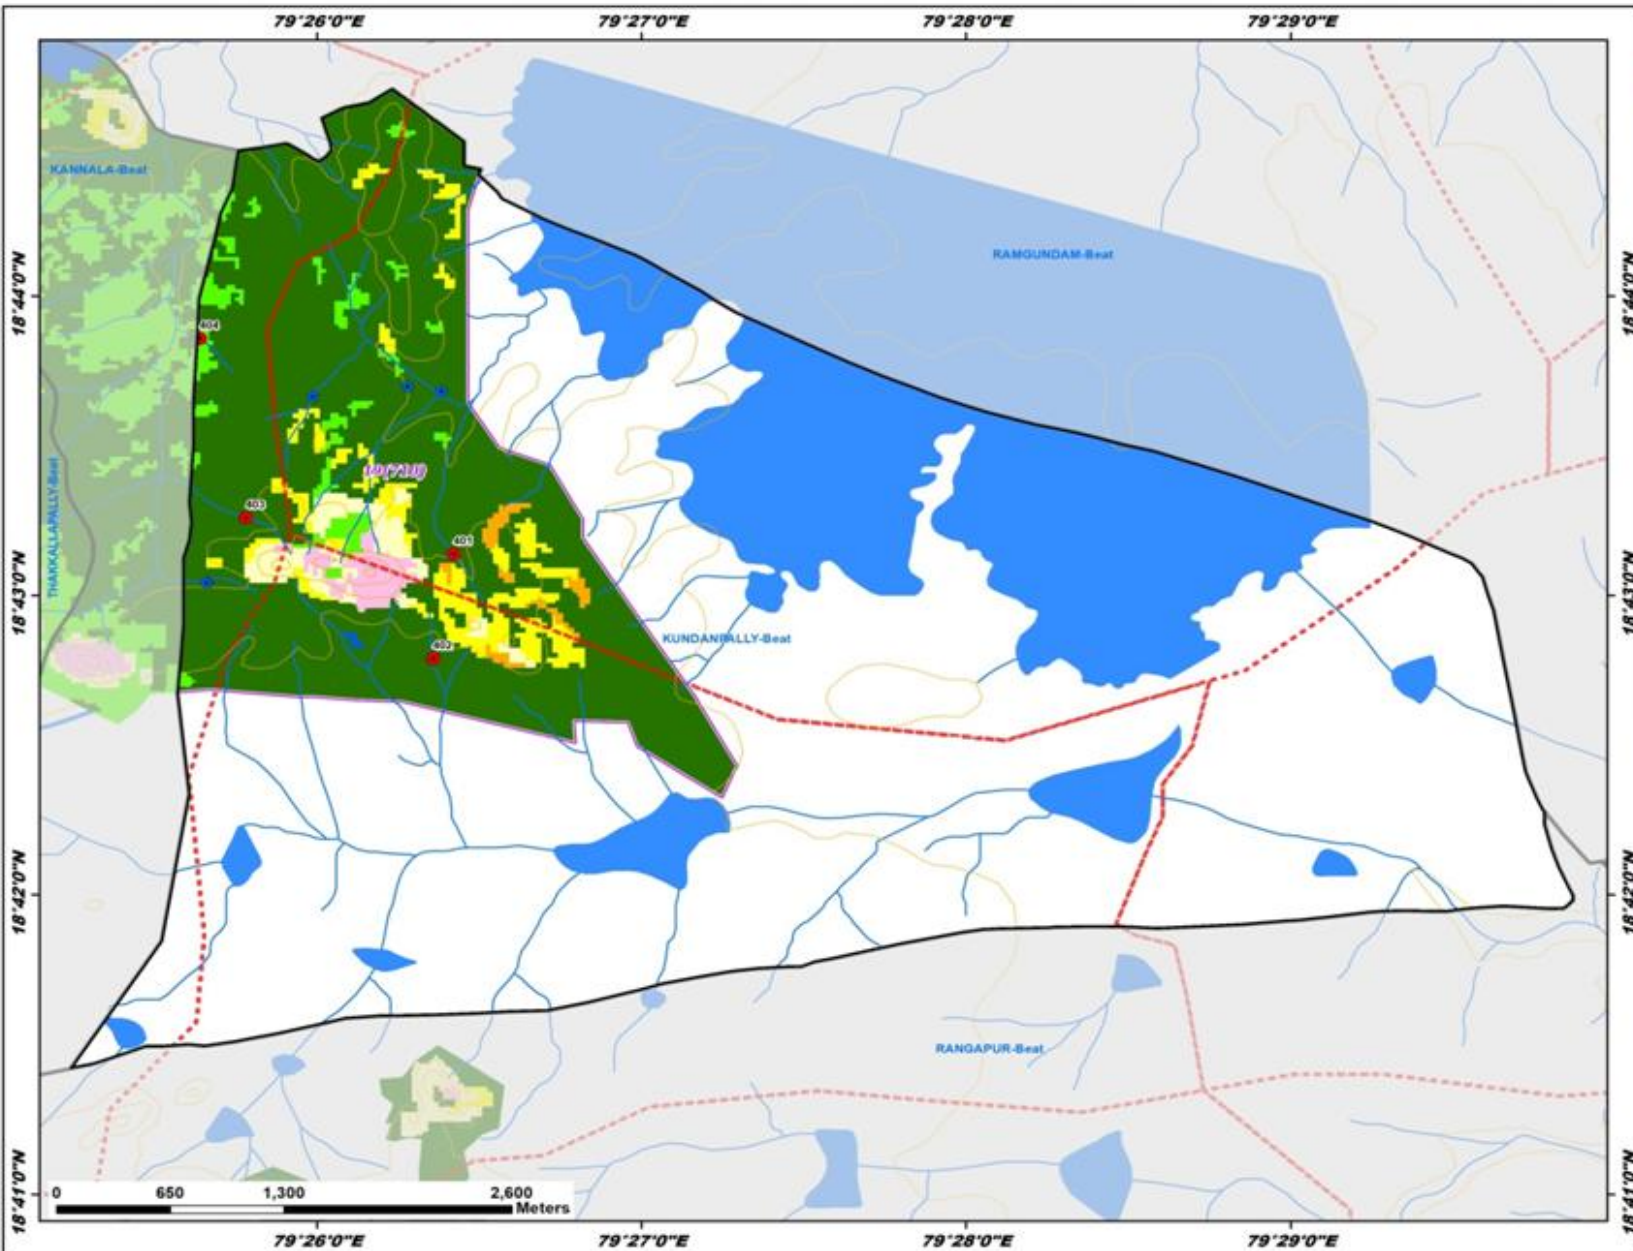 79°26'0"E 79°27'0"E 79°28'0"E 79°29'0"E
KANNALA-Beat
RAMGUNDAM-Beat
18°44'0"N 18°44'0"N
404
403
401
THAKKALLAPALLY-Beat
18°43'0"N 18°43'0"N
402
KUNDANPALLY-Beat
18°42'0"N 18°42'0"N
RANGAPUR-Beat
18°41'0"N 18°41'0"N
0 650 1,300 2,600
Meters
79°26'0"E 79°27'0"E 79°28'0"E 79°29'0"E